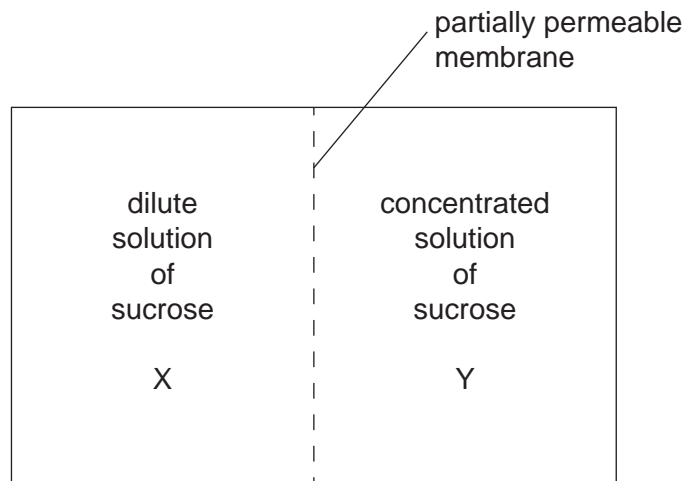 partially permeable
membrane
dilute
solution
of
sucrose
X
concentrated
solution
of
sucrose
Y